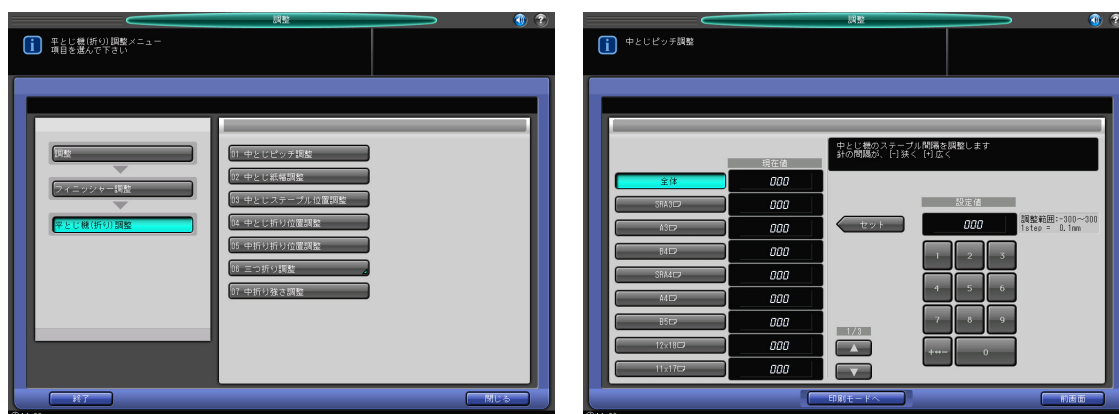 調整
平とじ機(折り)調整メニュー
項目を選んで下さい
調整
フィニッシャー調整
平とじ機(折り)調整
01 中とじピッチ調整
02 中とじ紙幅調整
03 中とじステープル位置調整
04 中とじ折り位置調整
05 中折り折り位置調整
06 三つ折り調整
07 中折り強さ調整
終了
閉じる
調整
中とじピッチ調整
中とじ機のステープル間隔を調整します
針の間隔が、[-]狭く [+]広く
現在値
全体 000
SRA3 000
A3 000
B4 000
SRA4 000
A4 000
B5 000
12x18 000
11x17 000
セット
設定値
000
調整範囲:-300~300
1step = 0.1mm
1 2 3
4 5 6
7 8 9
+↔- 0
1/3
▲
▼
印刷モードへ
前画面